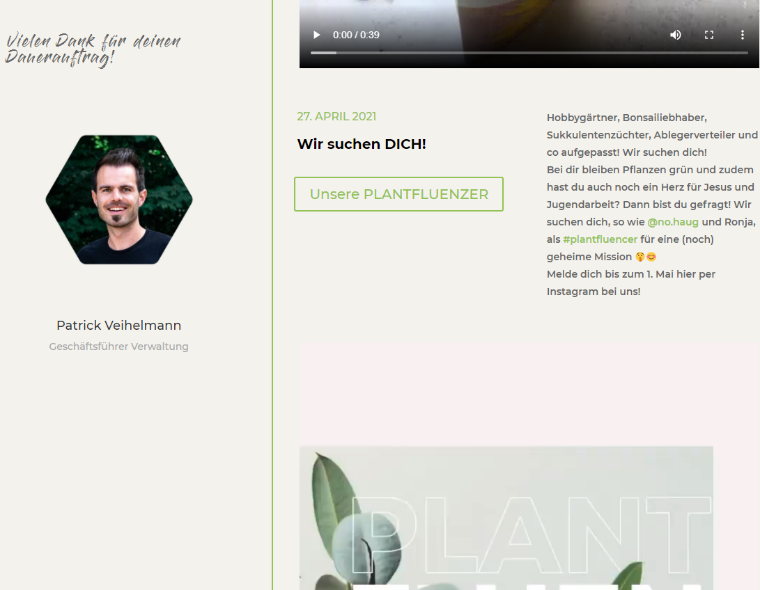 Vielen Dank für deinen
Dauerauftrag!
Patrick Veihelmann
Geschäftsführer Verwaltung
0:00 / 0:39
27. APRIL 2021
Wir suchen DICH!
Unsere PLANTFLUENZER
Hobbygärtner, Bonsailiebhaber,
Sukkulentenzüchter, Ablegerverteiler und
co aufgepasst! Wir suchen dich!
Bei dir bleiben Pflanzen grün und zudem
hast du auch noch ein Herz für Jesus und
Jugendarbeit? Dann bist du gefragt! Wir
suchen dich, so wie @no.haug und Ronja,
als #plantfluencer für eine (noch)
geheime Mission 🤫😊
Melde dich bis zum 1. Mai hier per
Instagram bei uns!
PLANT